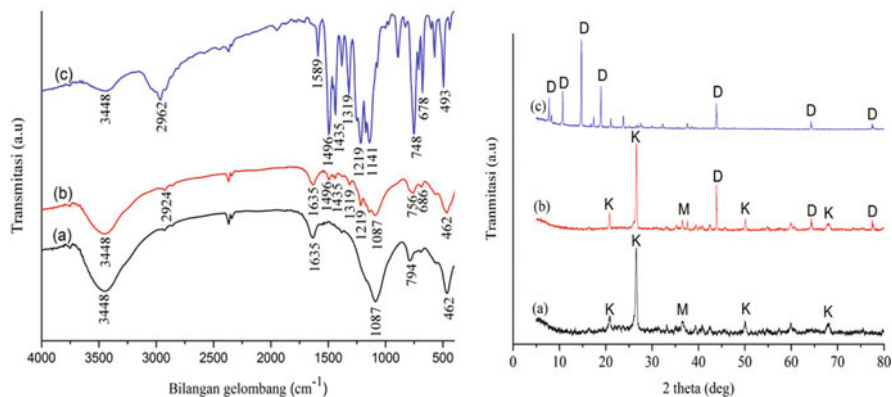 Transmitasi (a.u)
(c)
3448
2962
1589
1496
1435
1319
1219
1141
748
678
493
(b)
3448
2924
1635
1496
1435
1319
1219
1087
756
686
462
(a)
3448
1635
1087
794
462
4000 3500 3000 2500 2000 1500 1000 500
Bilangan gelombang (cm⁻¹)
Tranmitasi (a.u)
(c)
D D D D D D D
(b)
K K M D K D K D
(a)
K K M K K
0 10 20 30 40 50 60 70 80
2 theta (deg)